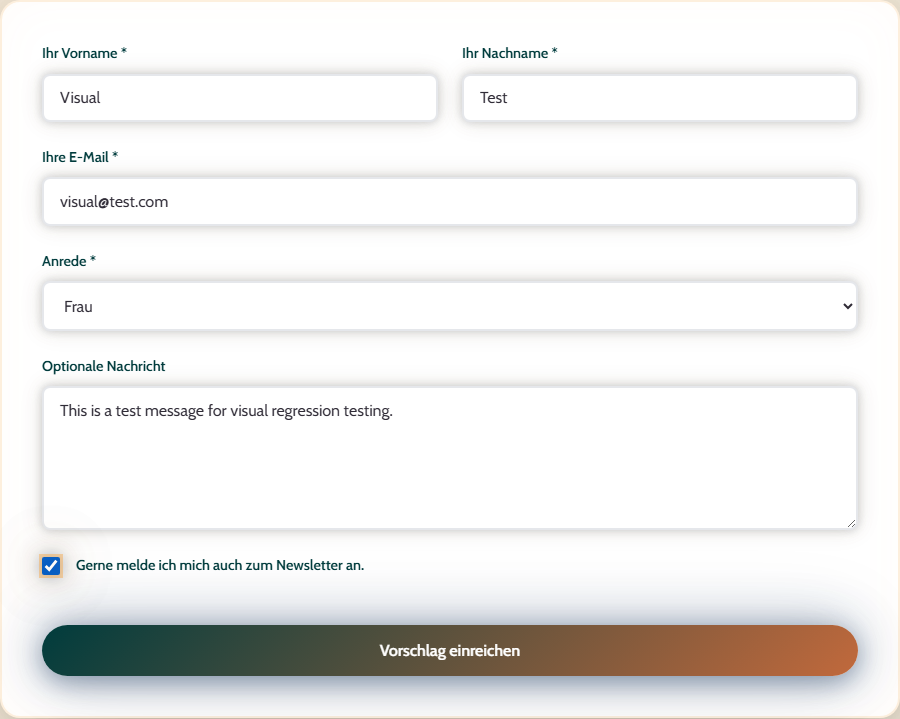 Ihr Vorname *
Ihr Nachname *
Visual
Test
Ihre E-Mail *
visual@test.com
Anrede *
Frau
Optionale Nachricht
This is a test message for visual regression testing.
Gerne melde ich mich auch zum Newsletter an.
Vorschlag einreichen